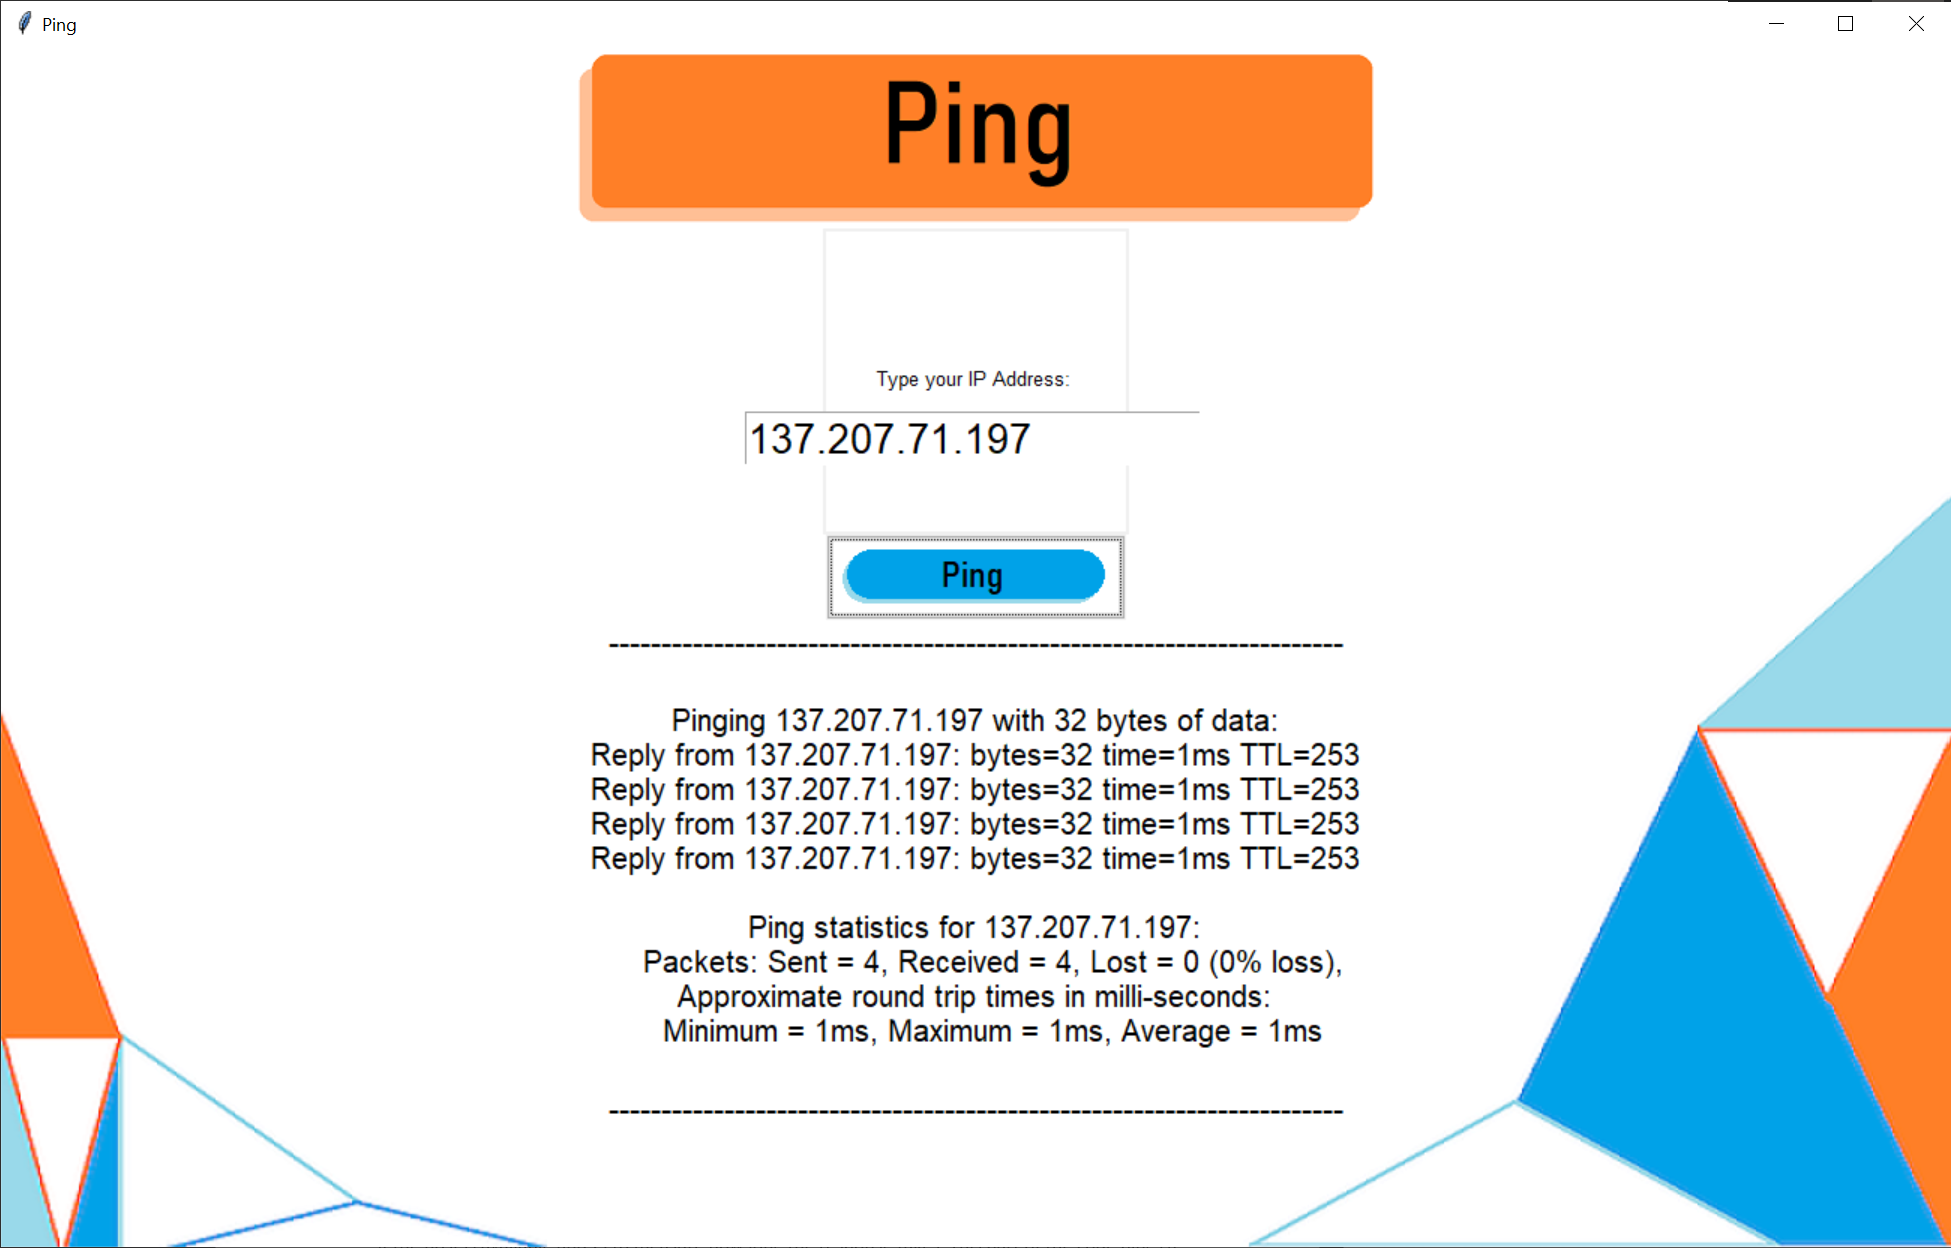 Ping
Ping
Type your IP Address:
137.207.71.197
Ping
----------------------------------------------------------------------
Pinging 137.207.71.197 with 32 bytes of data:
Reply from 137.207.71.197: bytes=32 time=1ms TTL=253
Reply from 137.207.71.197: bytes=32 time=1ms TTL=253
Reply from 137.207.71.197: bytes=32 time=1ms TTL=253
Reply from 137.207.71.197: bytes=32 time=1ms TTL=253
Ping statistics for 137.207.71.197:
Packets: Sent = 4, Received = 4, Lost = 0 (0% loss),
Approximate round trip times in milli-seconds:
Minimum = 1ms, Maximum = 1ms, Average = 1ms
----------------------------------------------------------------------